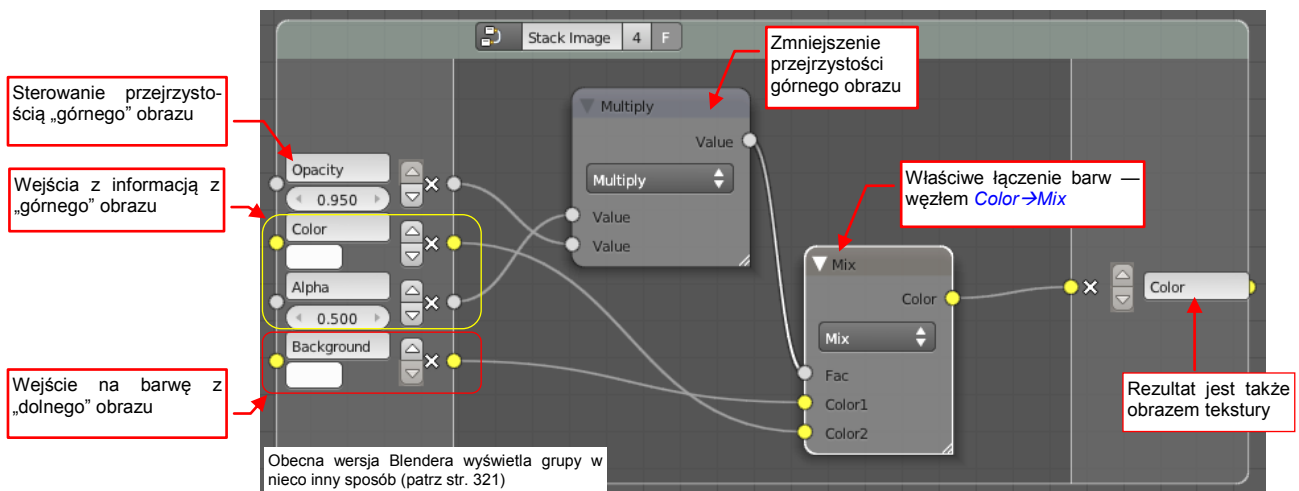 Stack Image 4 F
Zmniejszenie
przejrzystości
górnego obrazu
Sterowanie przejrzysto-
ścią „górnego” obrazu
Multiply
Value
Multiply
Value
Value
Opacity
0.950
Wejścia z informacją z
„górnego” obrazu
Color
Alpha
0.500
Background
Wejście na barwę z
„dolnego” obrazu
Właściwe łączenie barw —
węzłem Color→Mix
Mix
Color
Mix
Fac
Color1
Color2
Color
Rezultat jest także
obrazem tekstury
Obecna wersja Blendera wyświetla grupy w
nieco inny sposób (patrz str. 321)